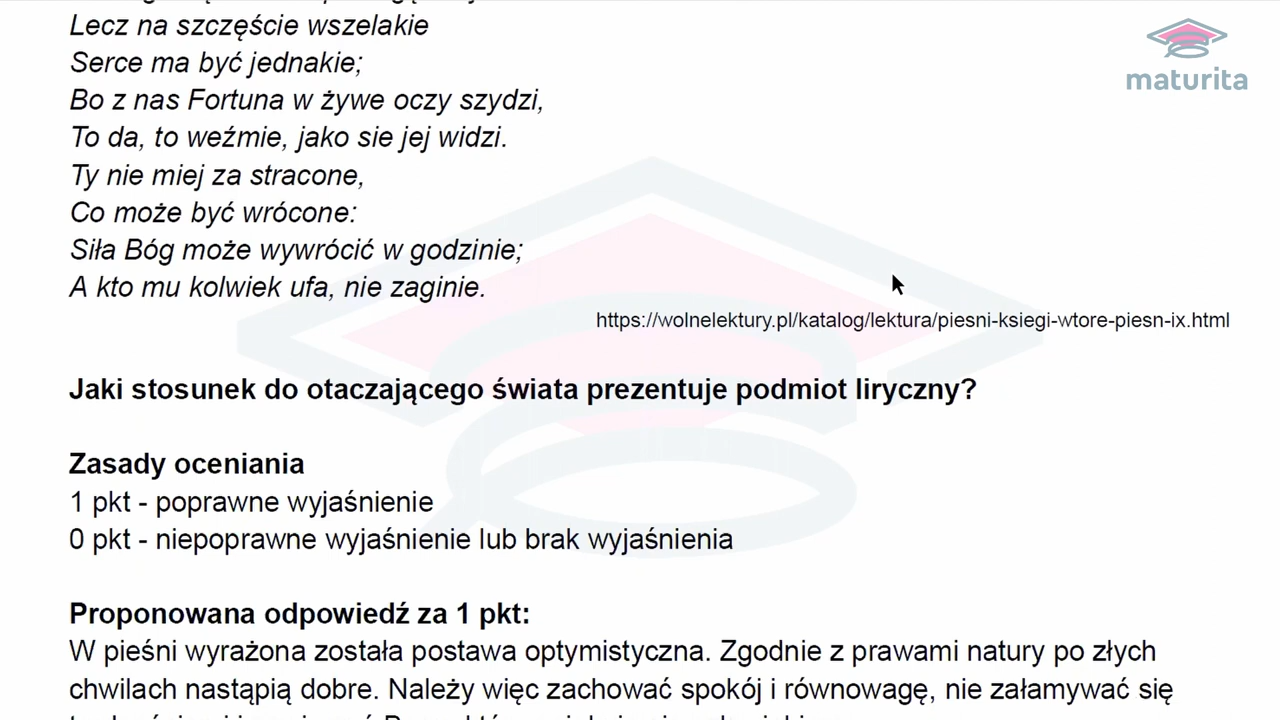 Lecz na szczęście wszelakie
Serce ma być jednakie;
Bo z nas Fortuna w żywe oczy szydzi,
To da, to weźmie, jako sie jej widzi.
Ty nie miej za stracone,
Co może być wrócone:
Siła Bóg może wywrócić w godzinie;
A kto mu kolwiek ufa, nie zaginie.
https://wolnelektury.pl/katalog/lektura/piesni-ksiegi-wtore-piesn-ix.html
maturita
Jaki stosunek do otaczającego świata prezentuje podmiot liryczny?
Zasady oceniania
1 pkt - poprawne wyjaśnienie
0 pkt - niepoprawne wyjaśnienie lub brak wyjaśnienia
Proponowana odpowiedź za 1 pkt:
W pieśni wyrażona została postawa optymistyczna. Zgodnie z prawami natury po złych
chwilach nastąpią dobre. Należy więc zachować spokój i równowagę, nie załamywać się